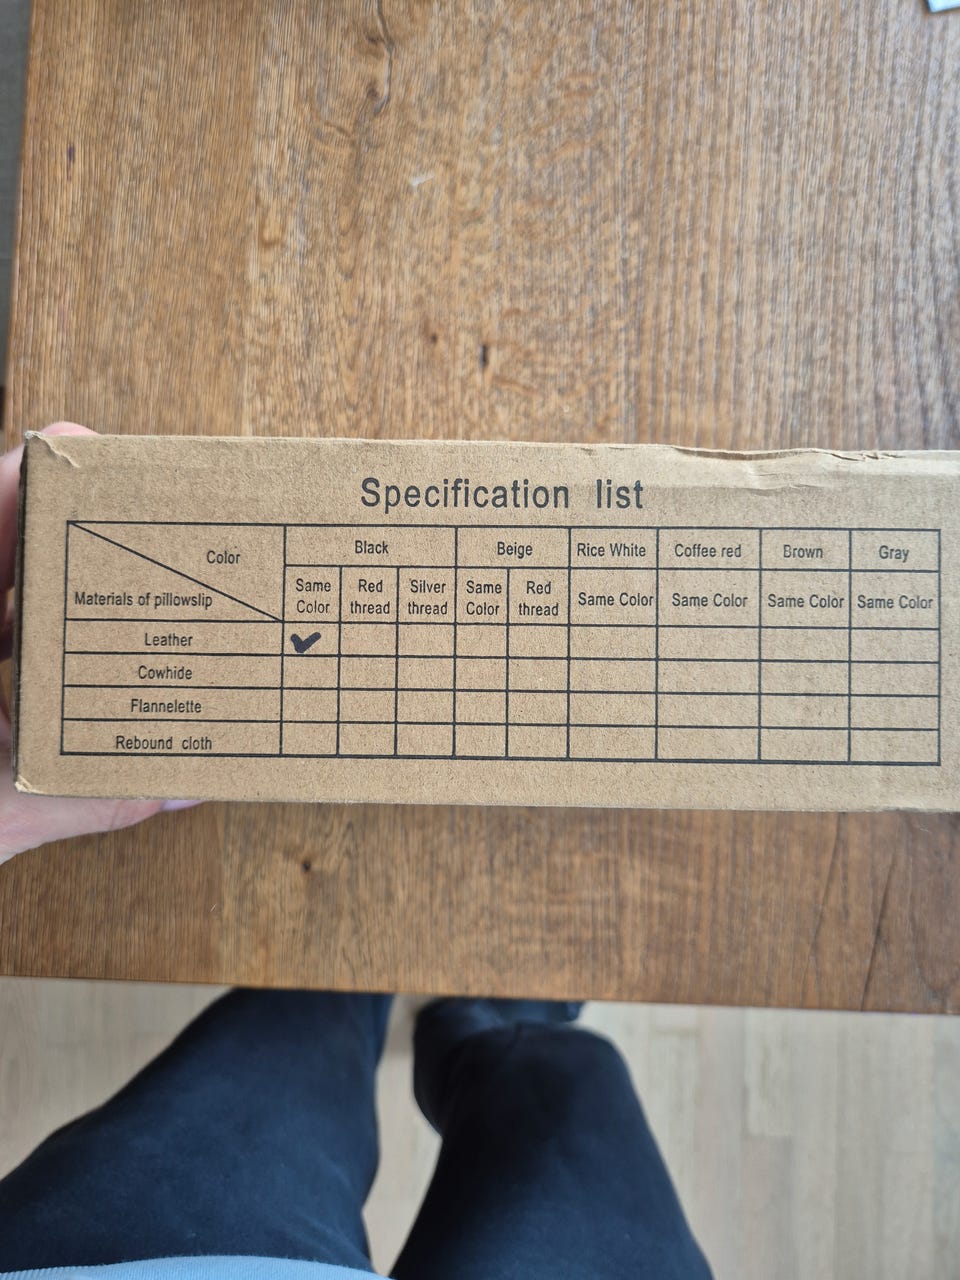 Specification list
Color
Materials of pillowslip
Black Beige Rice White Coffee red Brown Gray
Same Color Red thread Silver thread Same Color Red thread Same Color Same Color Same Color Same Color
Leather ✔
Cowhide
Flannelette
Rebound cloth